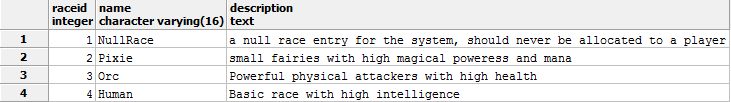 raceid name description
integer character varying(16) text
1 1 NullRace a null race entry for the system, should never be allocated to a player
2 2 Pixie small fairies with high magical poweress and mana
3 3 Orc Powerful physical attackers with high health
4 4 Human Basic race with high intelligence